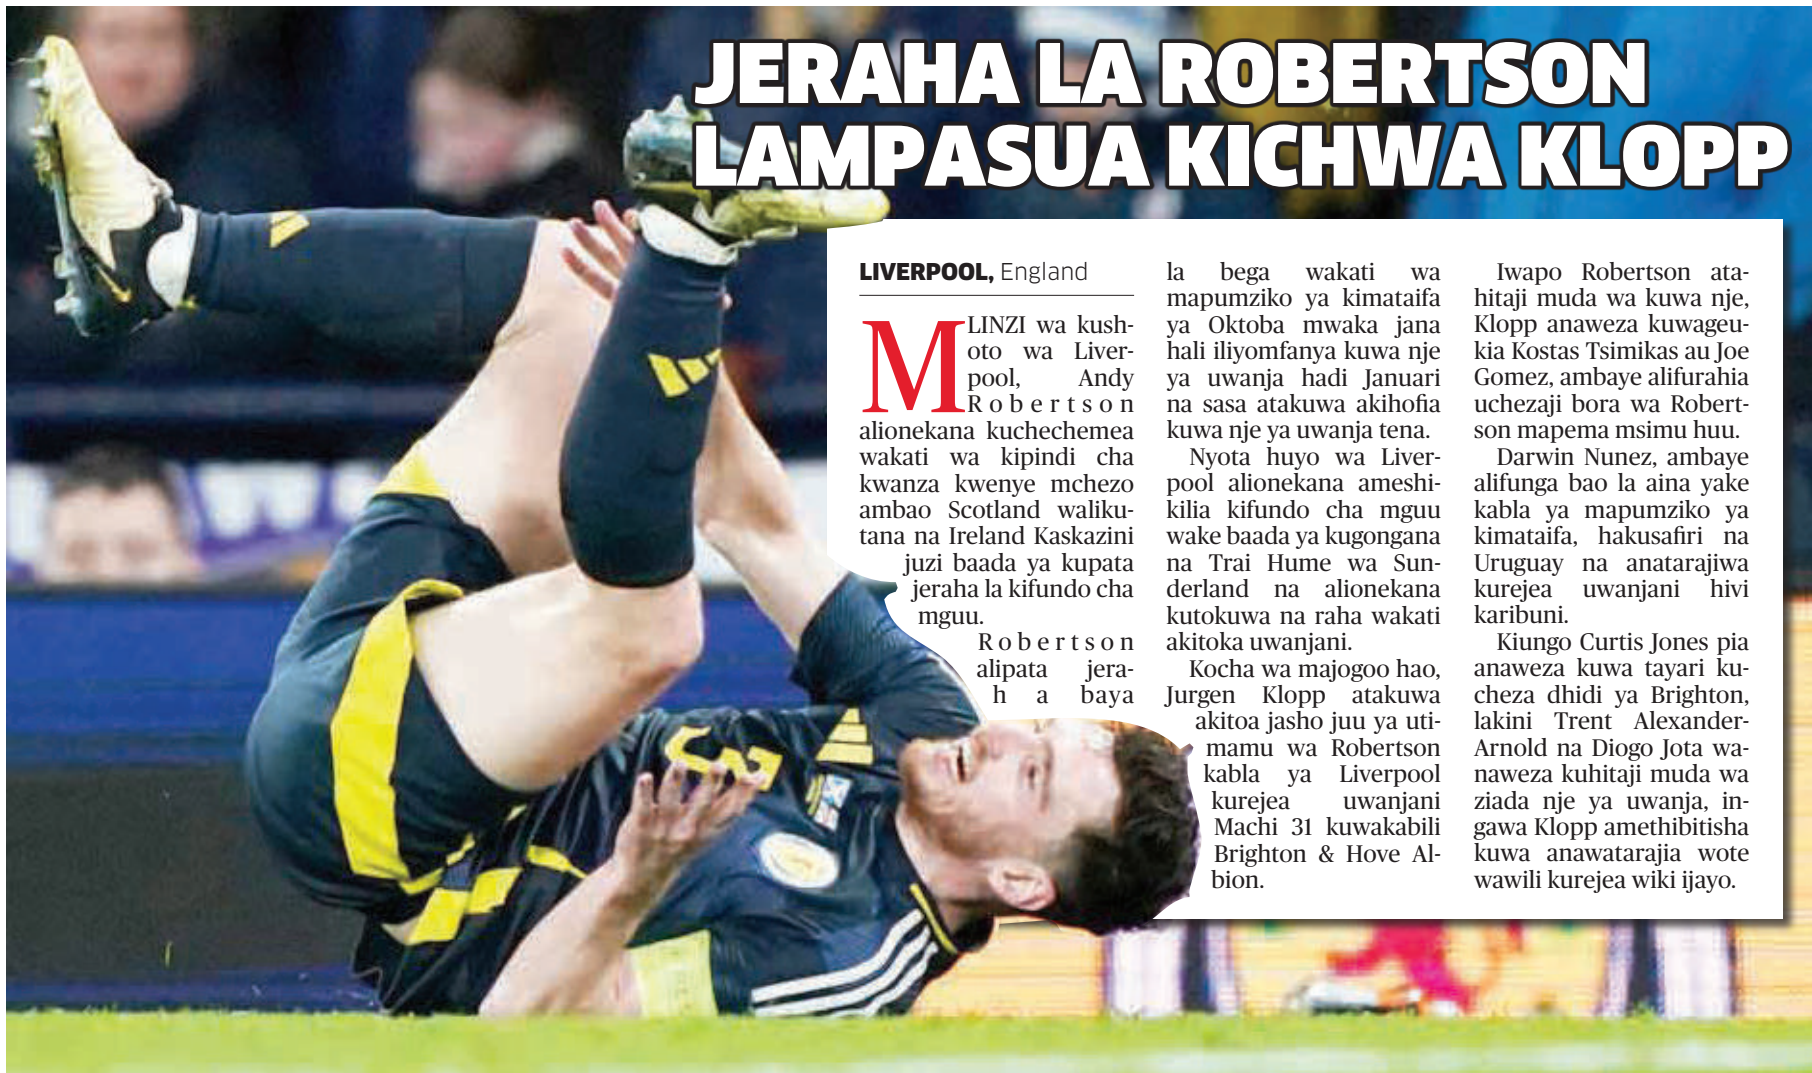 JERAHA LA ROBERTSON
LAMPASUA KICHWA KLOPP
LIVERPOOL, England
MLINZI wa kush-
oto wa Liver-
pool, Andy
Robertson
alionekana kuchechemea
wakati wa kipindi cha
kwanza kwenye mchezo
ambao Scotland waliku-
tana na Ireland Kaskazini
juzi baada ya kupata
jeraha la kifundo cha
mguu.
Robertson
alipata jera-
h a baya
la bega wakati wa
mapumziko ya kimataifa
ya Oktoba mwaka jana
hali iliyomfanya kuwa nje
ya uwanja hadi Januari
na sasa atakuwa akihofia
kuwa nje ya uwanja tena.
Nyota huyo wa Liver-
pool alionekana ameshi-
kilia kifundo cha mguu
wake baada ya kugongana
na Trai Hume wa Sun-
derland na alionekana
kutokuwa na raha wakati
akitoka uwanjani.
Kocha wa majogoo hao,
Jurgen Klopp atakuwa
akitoa jasho juu ya uti-
mamu wa Robertson
kabla ya Liverpool
kurejea uwanjani
Machi 31 kuwakabili
Brighton & Hove Al-
bion.
Iwapo Robertson ata-
hitaji muda wa kuwa nje,
Klopp anaweza kuwageu-
kia Kostas Tsimikas au Joe
Gomez, ambaye alifurahia
uchezaji bora wa Robert-
son mapema msimu huu.
Darwin Nunez, ambaye
alifunga bao la aina yake
kabla ya mapumziko ya
kimataifa, hakusafiri na
Uruguay na anatarajiwa
kurejea uwanjani hivi
karibuni.
Kiungo Curtis Jones pia
anaweza kuwa tayari ku-
cheza dhidi ya Brighton,
lakini Trent Alexander-
Arnold na Diogo Jota wa-
naweza kuhitaji muda wa
ziada nje ya uwanja, in-
gawa Klopp amethibitisha
kuwa anawatarajia wote
wawili kurejea wiki ijayo.
3